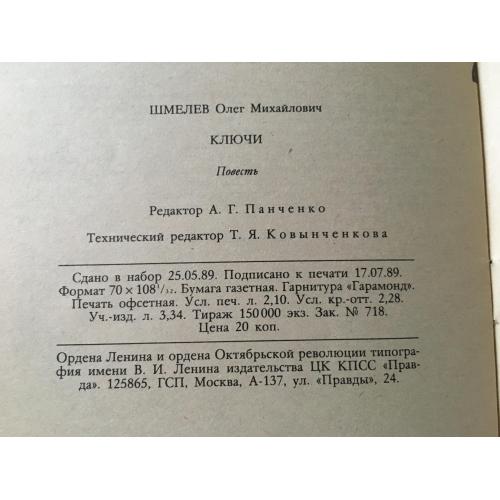 ШМЕЛЕВ Олег Михайлович
КЛЮЧИ
Повесть
Редактор А. Г. Панченко
Технический редактор Т. Я. Ковынченкова
Сдано в набор 25.05.89. Подписано к печати 17.07.89.
Формат 70×108¹/₃₂. Бумага газетная. Гарнитура «Гарамонд».
Печать офсетная. Усл. печ. л. 2,10. Усл. кр.-отт. 2,28.
Уч.-изд. л. 3,34. Тираж 150 000 экз. Зак. № 718.
Цена 20 коп.
Ордена Ленина и ордена Октябрьской революции типогра-
фия имени В. И. Ленина издательства ЦК КПСС «Прав-
да». 125865, ГСП, Москва, А-137, ул. «Правды», 24.